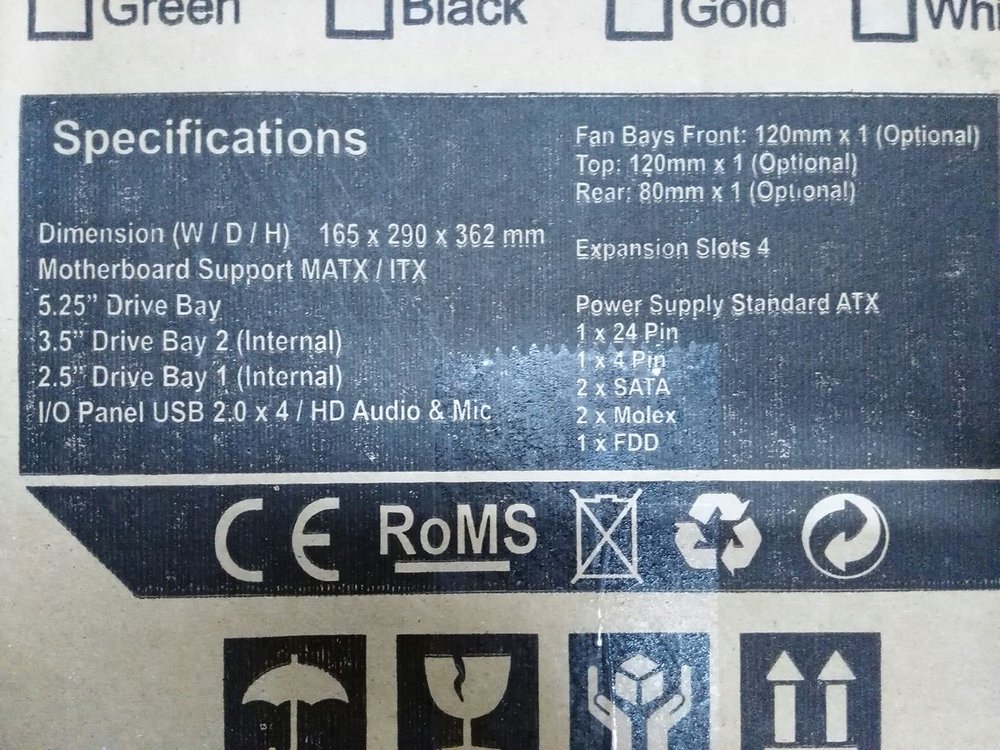 Green
Black
Gold
Whi
Specifications
Dimension (W / D / H) 165 x 290 x 362 mm
Motherboard Support MATX / ITX
5.25” Drive Bay
3.5” Drive Bay 2 (Internal)
2.5” Drive Bay 1 (Internal)
I/O Panel USB 2.0 x 4 / HD Audio & Mic
Fan Bays Front: 120mm x 1 (Optional)
Top: 120mm x 1 (Optional)
Rear: 80mm x 1 (Optional)
Expansion Slots 4
Power Supply Standard ATX
1 x 24 Pin
1 x 4 Pin
2 x SATA
2 x Molex
1 x FDD
CE RoMS